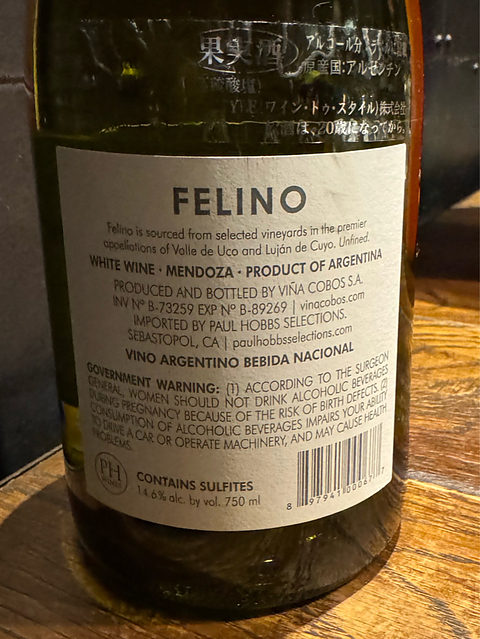 果実酒
アルコール分
原産国:アルゼンチン
ワイン・トゥ・スタイル)株式会社
は、20歳になってから。
FELINO
Felino is sourced from selected vineyards in the premier
appellations of Valle de Uco and Luján de Cuyo. Unfined.
WHITE WINE • MENDOZA • PRODUCT OF ARGENTINA
PRODUCED AND BOTTLED BY VIÑA COBOS S.A.
INV Nº B-73259 EXP Nº B-89269 | vinacobos.com
IMPORTED BY PAUL HOBBS SELECTIONS.
SEBASTOPOL, CA | paulhobbsselections.com
VINO ARGENTINO BEBIDA NACIONAL
GOVERNMENT WARNING: (1) ACCORDING TO THE SURGEON
GENERAL, WOMEN SHOULD NOT DRINK ALCOHOLIC BEVERAGES
DURING PREGNANCY BECAUSE OF THE RISK OF BIRTH DEFECTS. (2)
CONSUMPTION OF ALCOHOLIC BEVERAGES IMPAIRS YOUR ABILITY
TO DRIVE A CAR OR OPERATE MACHINERY, AND MAY CAUSE HEALTH
PROBLEMS.
PH
WINES
CONTAINS SULFITES
14.6% alc. by vol. 750 ml